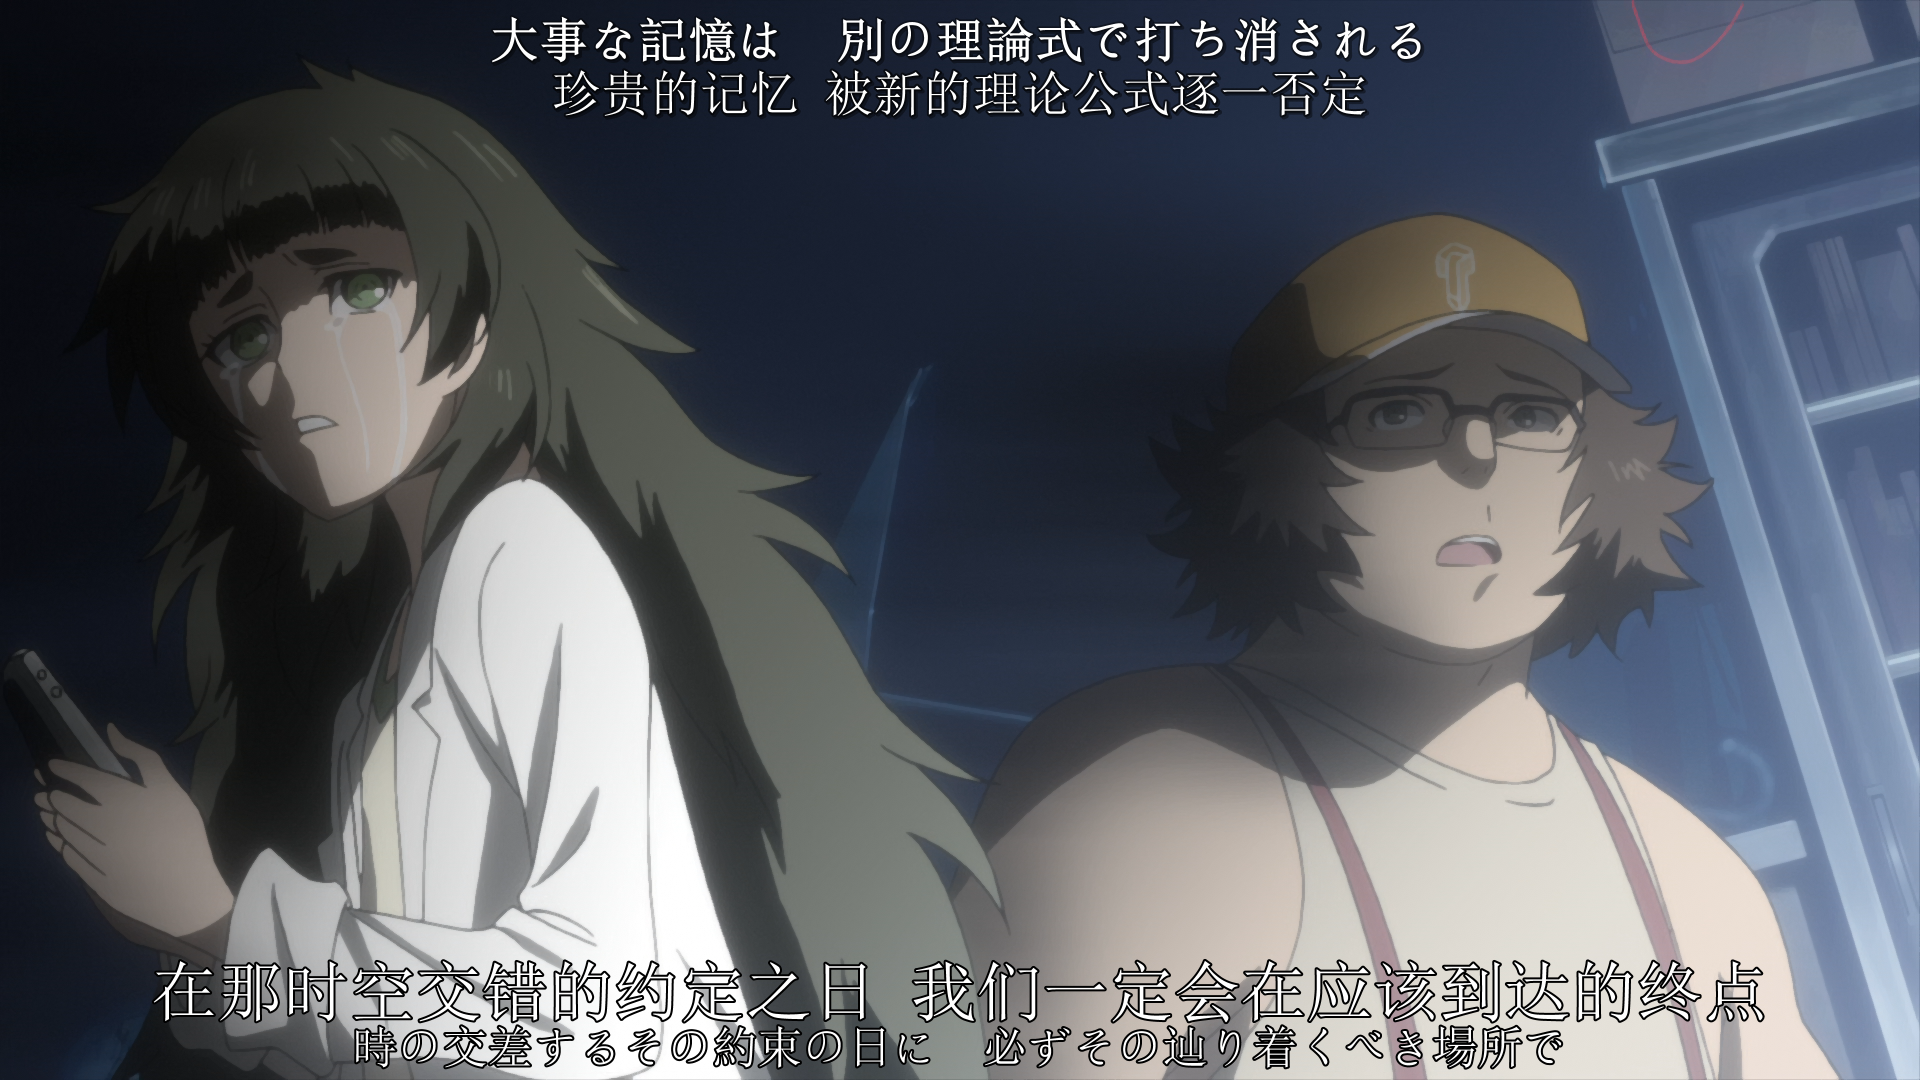 大事な記憶は　別の理論式で打ち消される
珍贵的记忆 被新的理论公式逐一否定
在那时空交错的约定之日 我们一定会在应该到达的终点
時の交差するその約束の日に　必ずその辿り着くべき場所で